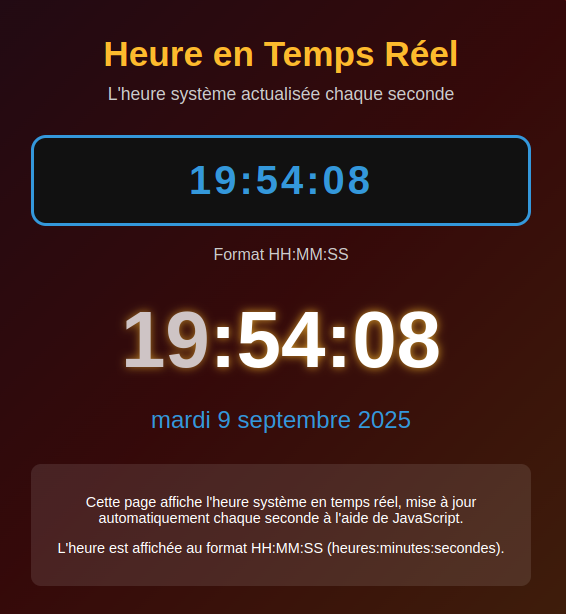 Heure en Temps Réel
L'heure système actualisée chaque seconde
19:54:08
Format HH:MM:SS
19:54:08
mardi 9 septembre 2025
Cette page affiche l'heure système en temps réel, mise à jour
automatiquement chaque seconde à l'aide de JavaScript.
L'heure est affichée au format HH:MM:SS (heures:minutes:secondes).